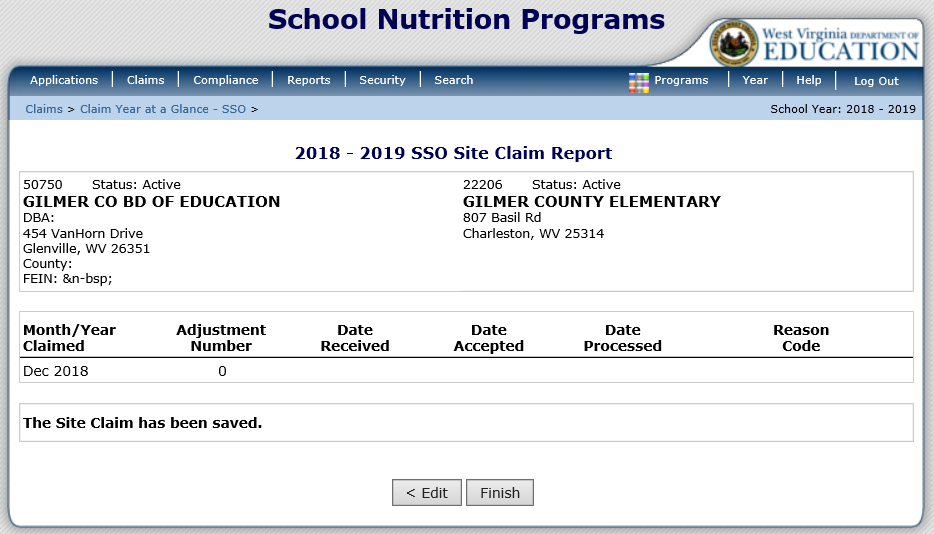 School Nutrition Programs
West Virginia DEPARTMENT OF
EDUCATION
Applications Claims Compliance Reports Security Search Programs Year Help Log Out
Claims > Claim Year at a Glance - SSO > School Year: 2018 - 2019
2018 - 2019 SSO Site Claim Report
50750 Status: Active
GILMER CO BD OF EDUCATION
DBA:
454 VanHorn Drive
Glenville, WV 26351
County:
FEIN: &n-bsp;
22206 Status: Active
GILMER COUNTY ELEMENTARY
807 Basil Rd
Charleston, WV 25314
Month/Year Adjustment Date Date Date Reason
Claimed Number Received Accepted Processed Code
Dec 2018 0
The Site Claim has been saved.
< Edit Finish